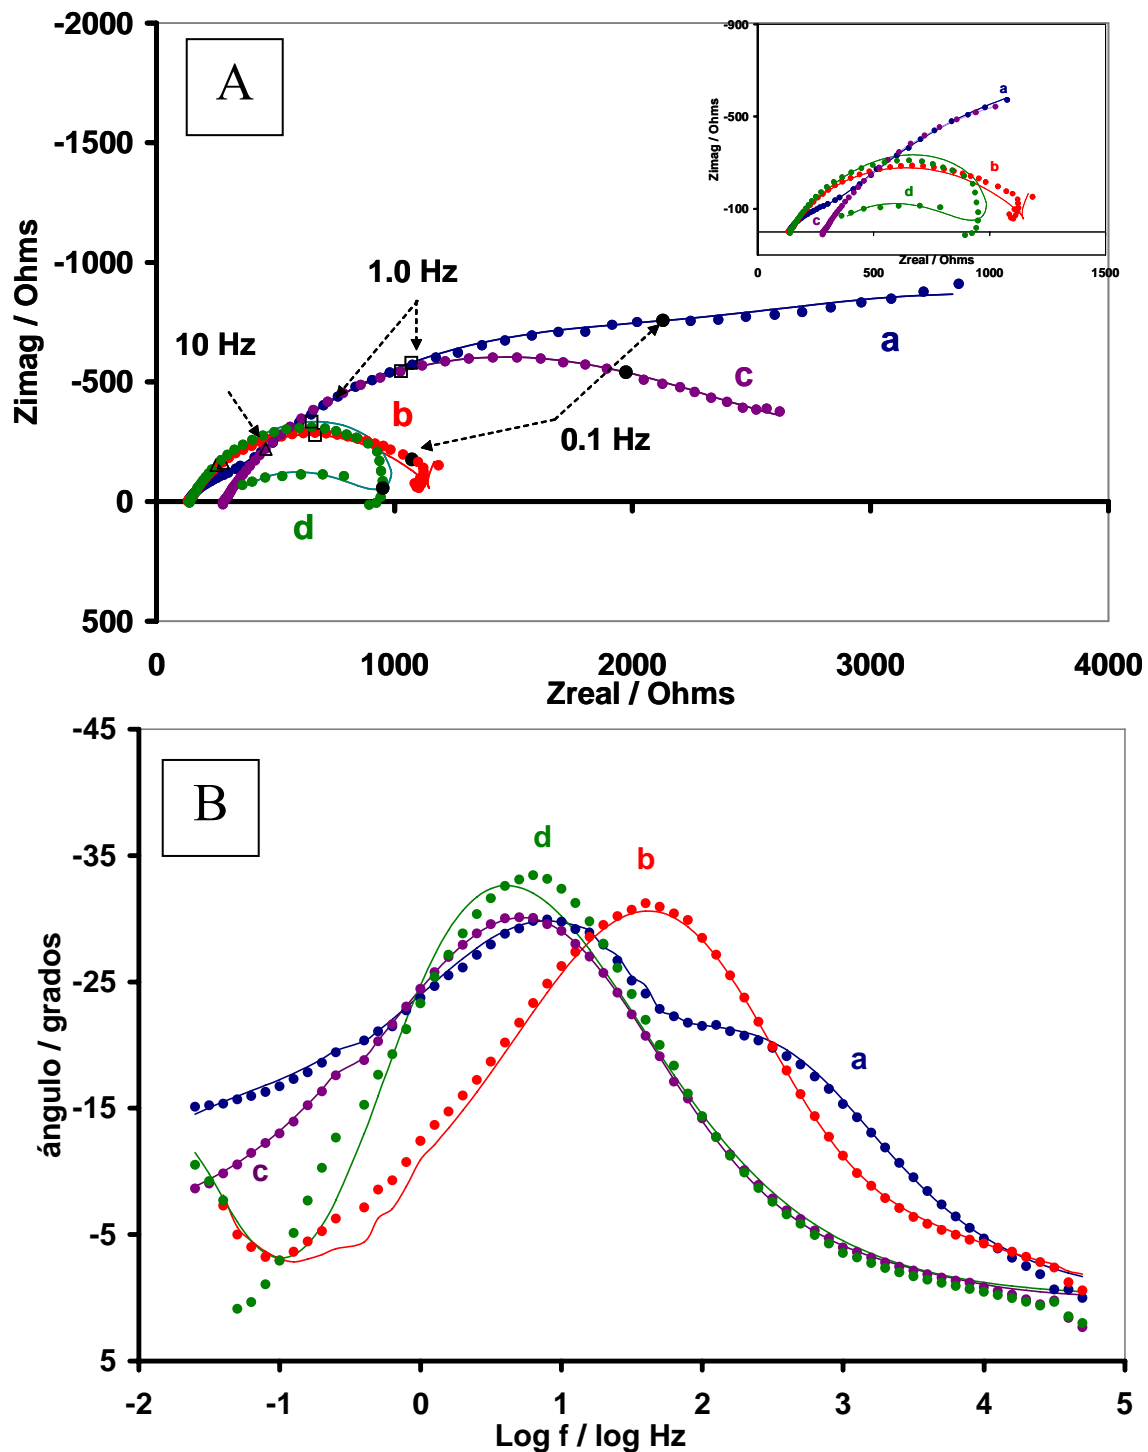 -2000
-1500
-1000
-500
0
500
Zimag / Ohms
A
1.0 Hz
10 Hz
0.1 Hz
a
c
b
d
0
1000
2000
3000
4000
Zreal / Ohms
-900
-500
-100
Zimag / Ohms
a
b
d
c
0
500
1000
1500
Zreal / Ohms
-45
-35
-25
-15
-5
5
ángulo / grados
B
d
b
a
c
-2
-1
0
1
2
3
4
5
Log f / log Hz